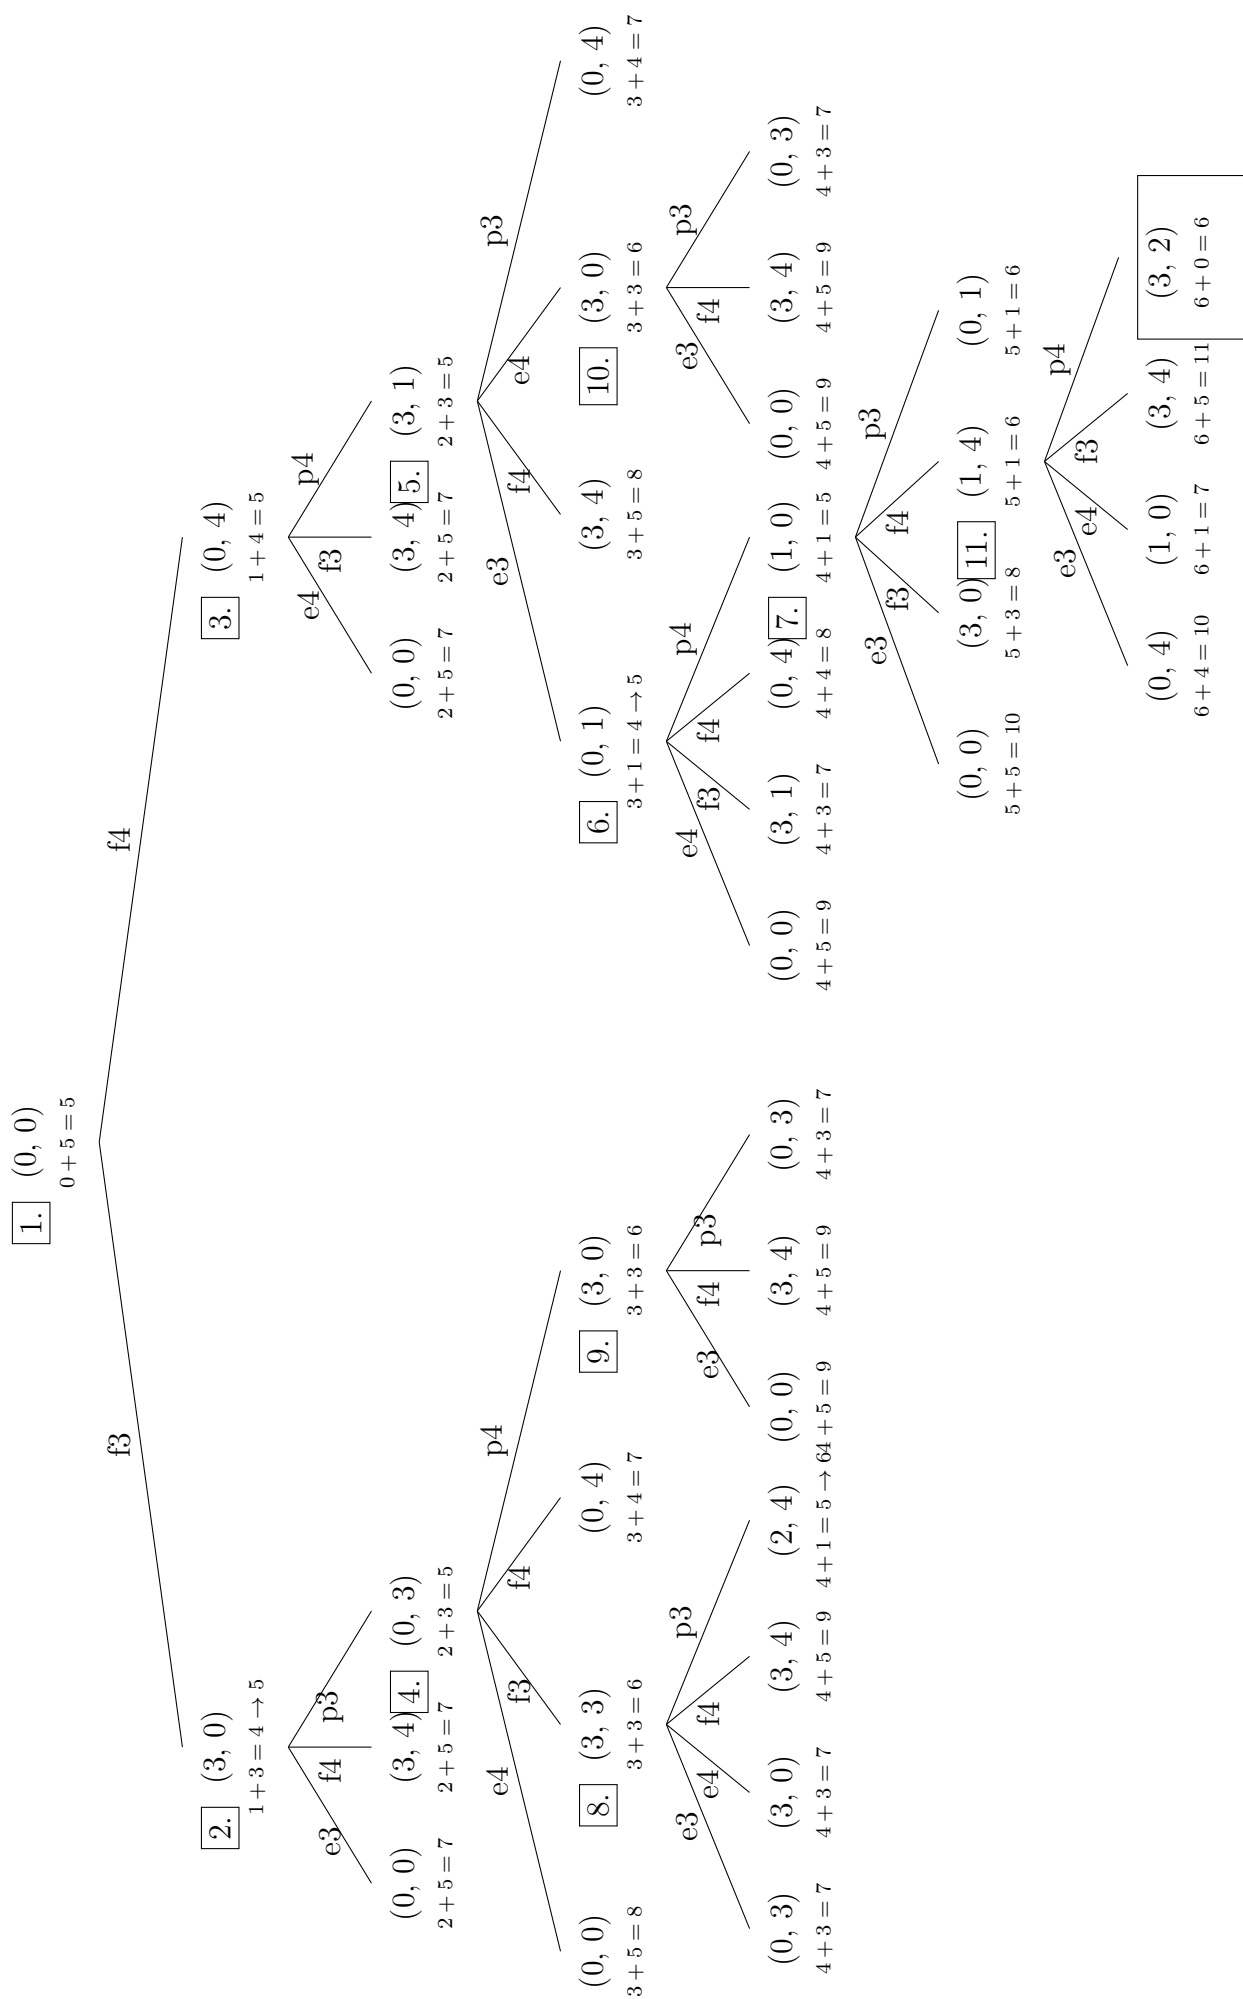 1. (0, 0)
0 + 5 = 5
f3 f4
2. (3, 0) 3. (0, 4)
1 + 3 = 4 → 5 1 + 4 = 5
e3 f4 p3 e4 f3 p4
(0, 0) (3, 4) 4. (0, 3) (0, 0) (3, 4) 5. (3, 1)
2 + 5 = 7 2 + 5 = 7 2 + 3 = 5 2 + 5 = 7 2 + 5 = 7 2 + 3 = 5
e4 f3 f4 p4 e3 f4 e4 p3
(0, 0) 8. (3, 3) (0, 4) 9. (3, 0) 6. (0, 1) (3, 4) 10. (3, 0) (0, 4)
3 + 5 = 8 3 + 3 = 6 3 + 4 = 7 3 + 3 = 6 3 + 1 = 4 → 5 3 + 5 = 8 3 + 3 = 6 3 + 4 = 7
e3 e4 f4 p3 e3 f4 p3 e4 f3 f4 p4 e3 f4 p3
(0, 3) (3, 0) (3, 4) (2, 4) (0, 0) (3, 4) (0, 3) (0, 0) (3, 1) (0, 4) 7. (1, 0) (0, 0) (3, 4) (0, 3)
4 + 3 = 7 4 + 3 = 7 4 + 5 = 9 4 + 1 = 5 → 6 4 + 5 = 9 4 + 5 = 9 4 + 3 = 7 4 + 5 = 9 4 + 3 = 7 4 + 4 = 8 4 + 1 = 5 4 + 5 = 9 4 + 5 = 9 4 + 3 = 7
e3 f3 f4 p3
(0, 0) (3, 0) 11. (1, 4) (0, 1)
5 + 5 = 10 5 + 3 = 8 5 + 1 = 6 5 + 1 = 6
e3 e4 f3 p4
(0, 4) (1, 0) (3, 4) (3, 2)
6 + 4 = 10 6 + 1 = 7 6 + 5 = 11 6 + 0 = 6